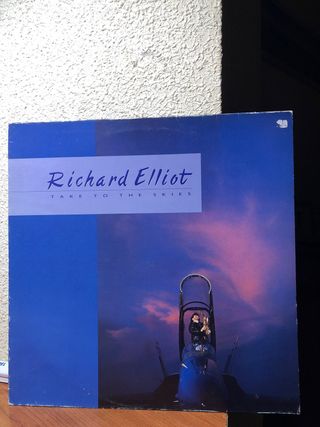 Richard Elliot
TAKE TO THE SKIES